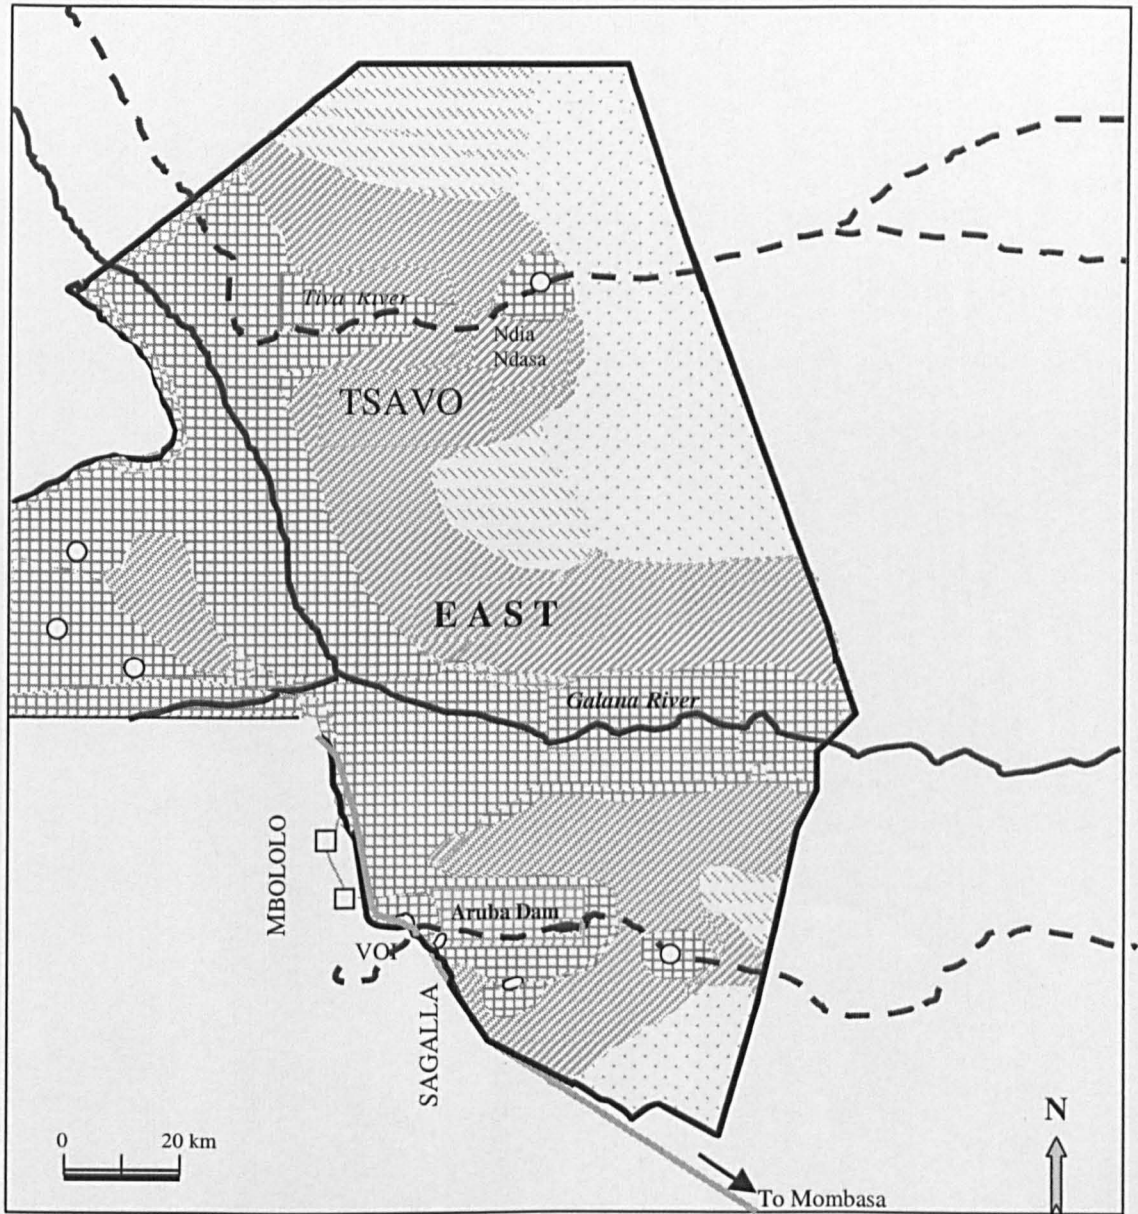 Tiva River
Ndia
Ndasa
TSAVO
EAST
Galana River
MBOLOLO
Aruba Dam
VOI
SAGALLA
0 20 km
N
To Mombasa